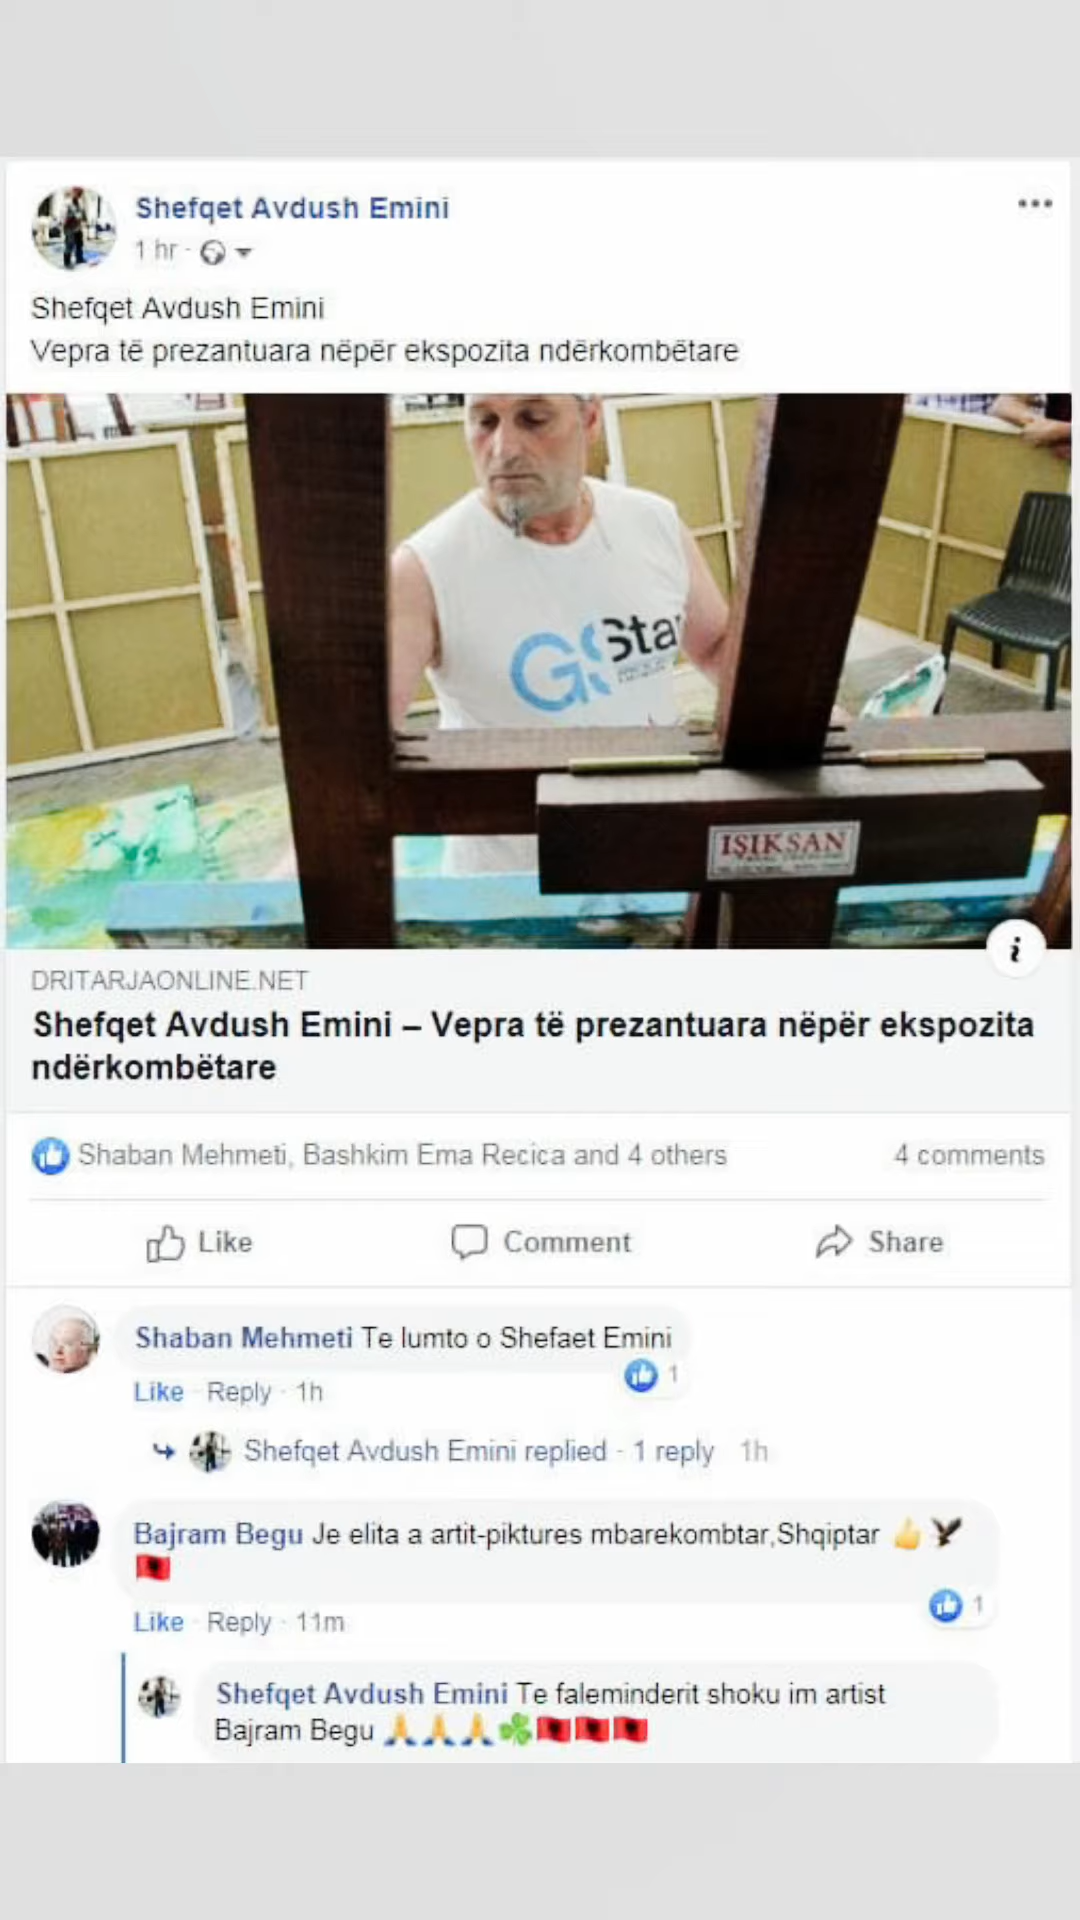 Shefqet Avdush Emini
1 hr
Shefqet Avdush Emini
Vepra të prezantuara nëpër ekspozita ndërkombëtare
GS Sta
IŞIKSAN
DRITARJAONLINE.NET
Shefqet Avdush Emini – Vepra të prezantuara nëpër ekspozita
ndërkombëtare
Shaban Mehmeti, Bashkim Ema Recica and 4 others 4 comments
Like Comment Share
Shaban Mehmeti Te lumto o Shefaet Emini
1
Like · Reply · 1h
Shefqet Avdush Emini replied · 1 reply 1h
Bajram Begu Je elita a artit-piktures mbarekombtar,Shqiptar 👍🦅
🇦🇱
1
Like · Reply · 11m
Shefqet Avdush Emini Te faleminderit shoku im artist
Bajram Begu 🙏🙏🙏☘️🇦🇱🇦🇱🇦🇱